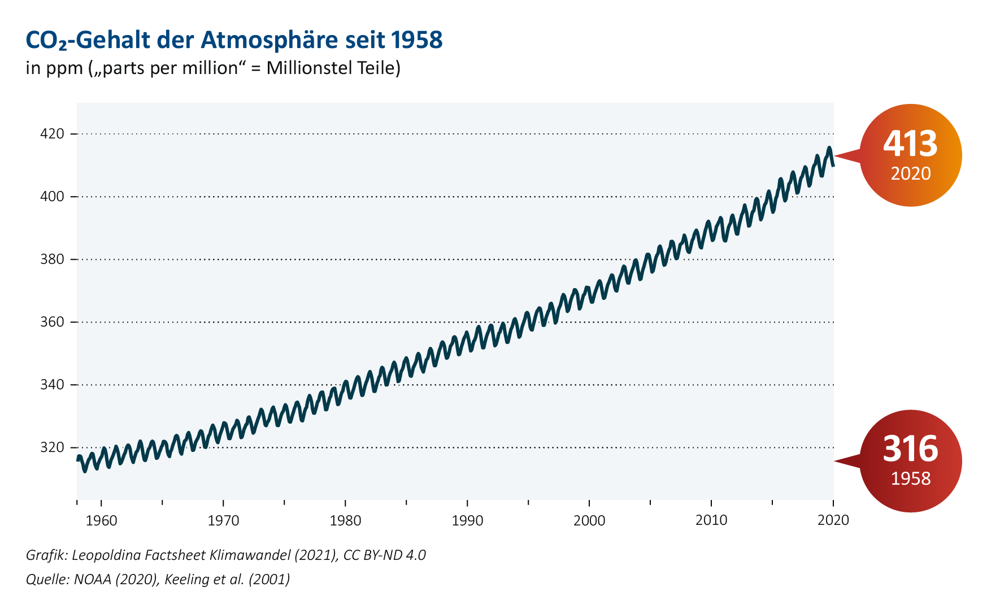 CO₂-Gehalt der Atmosphäre seit 1958
in ppm („parts per million“ = Millionstel Teile)
420
400
380
360
340
320
1960 1970 1980 1990 2000 2010 2020
413
2020
316
1958
Grafik: Leopoldina Factsheet Klimawandel (2021), CC BY-ND 4.0
Quelle: NOAA (2020), Keeling et al. (2001)